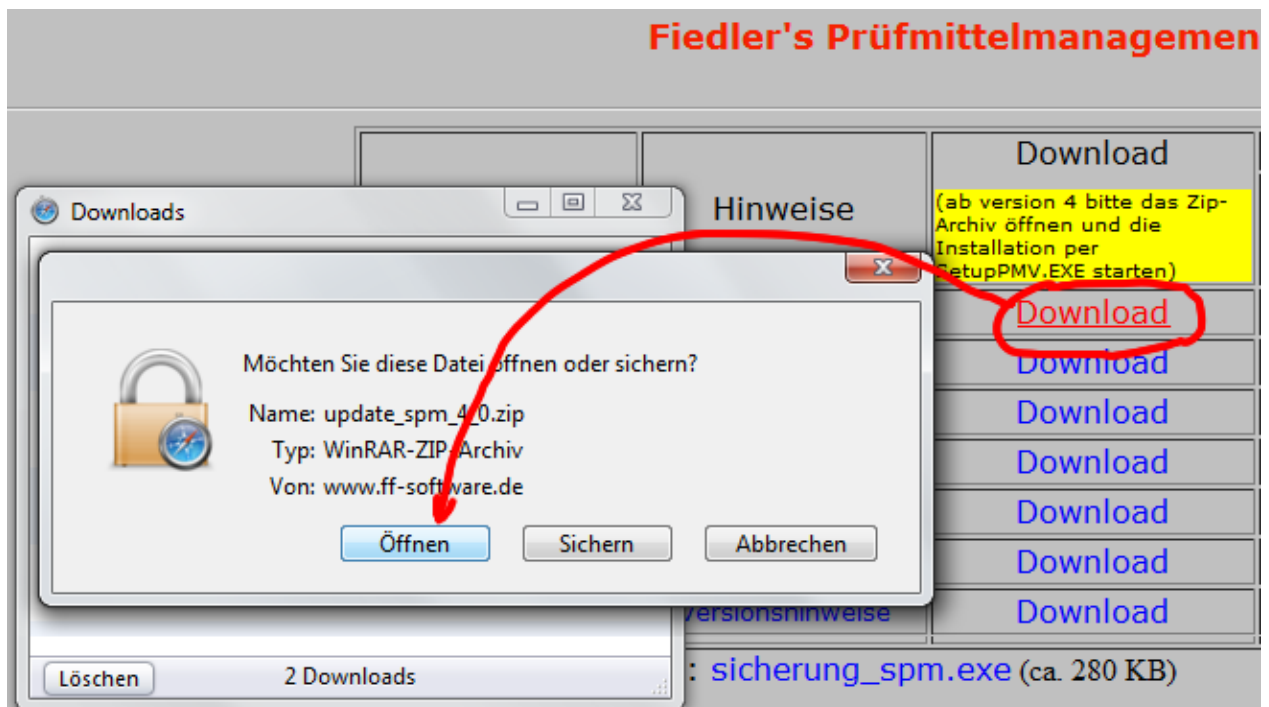 Fiedler's Prüfmittelmanagemen
Download
Hinweise
(ab version 4 bitte das Zip-
Archiv öffnen und die
Installation per
SetupPMV.EXE starten)
Download
Download
Download
Download
Download
Download
Versionshinweise Download
: sicherung_spm.exe (ca. 280 KB)
Downloads
Möchten Sie diese Datei öffnen oder sichern?
Name: update_spm_4_0.zip
Typ: WinRAR-ZIP-Archiv
Von: www.ff-software.de
Öffnen Sichern Abbrechen
Löschen 2 Downloads